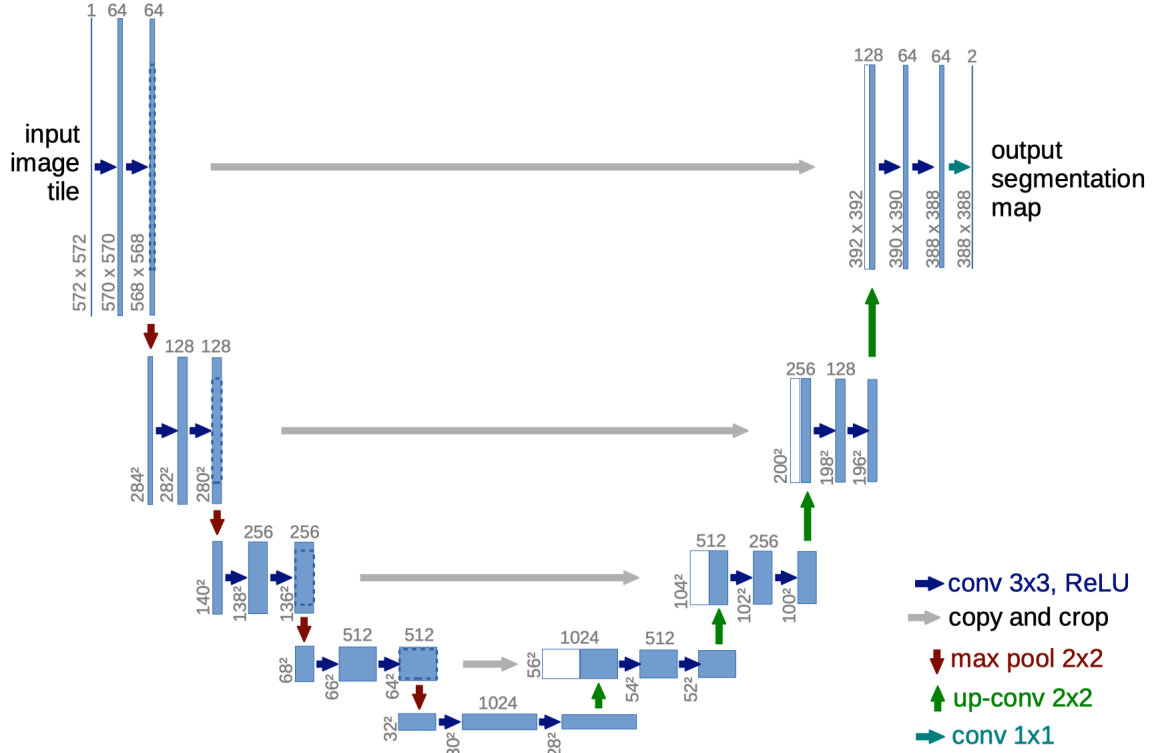 1 64 64
128
64 64 2
input
image
tile
output
segmentation
map
572 x 572
570 x 570
568 x 568
392 x 392
390 x 390
388 x 388
388 x 388
128 128
256 128
284²
282²
280²
200²
198²
196²
256 256
512 256
140²
138²
136²
104²
102²
100²
512 512
1024 512
68²
66²
64²
56²
54²
52²
1024
32²
30²
28²
conv 3x3, ReLU
copy and crop
max pool 2x2
up-conv 2x2
conv 1x1